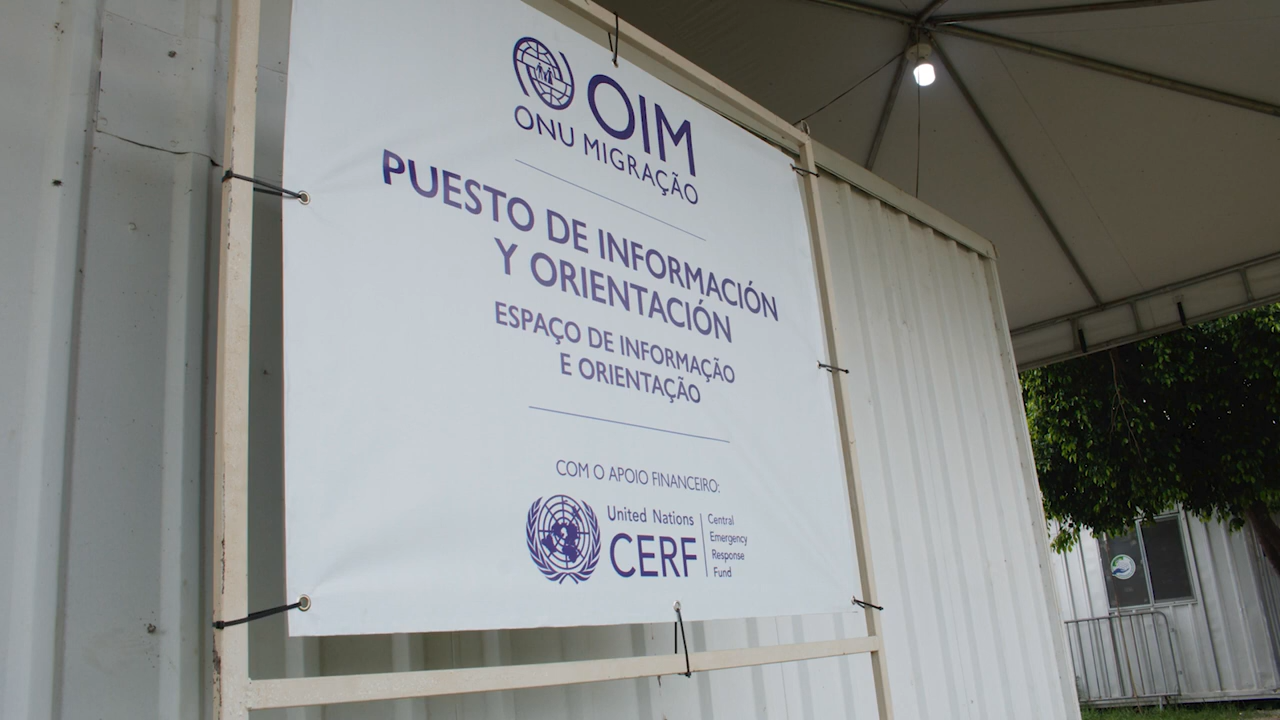 OIM
ONU MIGRAÇÃO
PUESTO DE INFORMACIÓN
Y ORIENTACIÓN
ESPAÇO DE INFORMAÇÃO
E ORIENTAÇÃO
COM O APOIO FINANCEIRO:
United Nations
CERF
Central
Emergency
Response
Fund